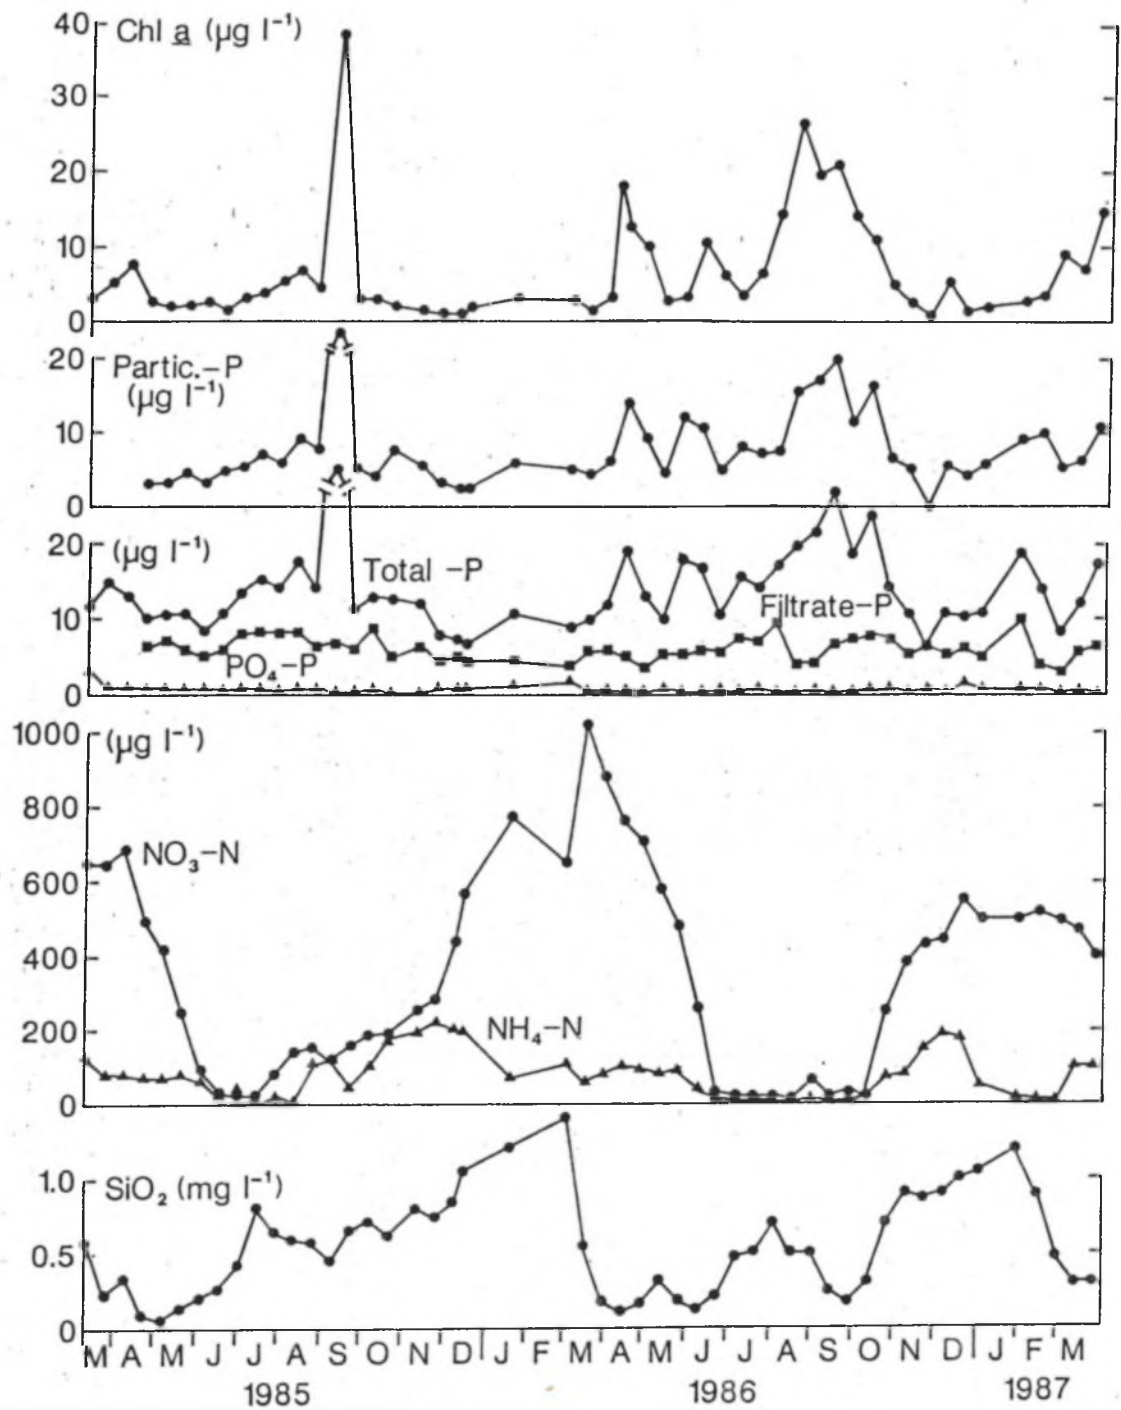 40
Chl a (µg l⁻¹)
30
20
10
0
20
Partic.-P
(µg l⁻¹)
10
0
20
(µg l⁻¹)
Total -P
10
Filtrate-P
PO₄-P
0
1000
(µg l⁻¹)
800
NO₃-N
600
400
200
NH₄-N
0
1.0
SiO₂ (mg l⁻¹)
0.5
0
M A M J J A S O N D J F M A M J J A S O N D J F M
1985 1986 1987